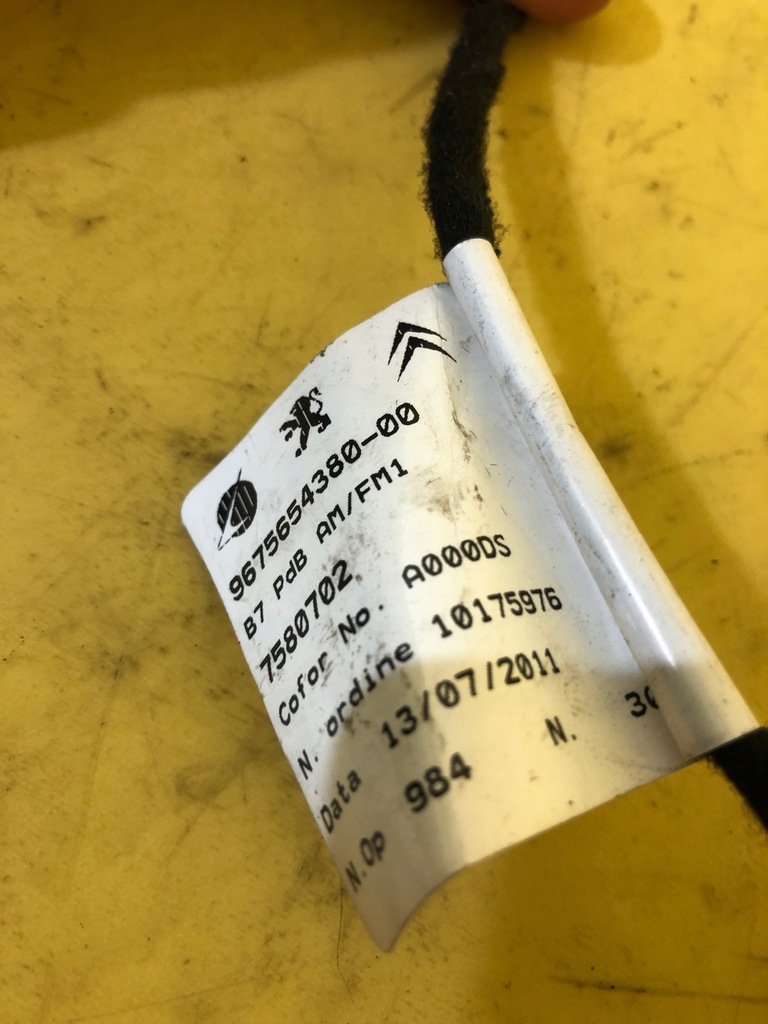 9675654380-00
B7 PdB AM/FM1
7580702
Cofor No. A000DS
N. ordine 10175976
Data 13/07/2011
N.Op 984 N.